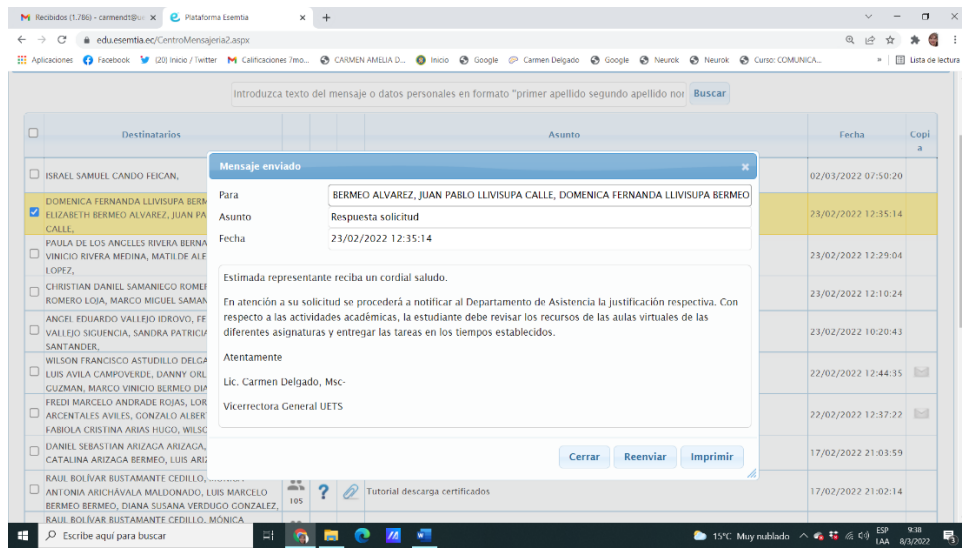 Recibidos (1.786) - carmendt@ue
Plataforma Esemtia
edu.esemtia.ec/CentroMensajeria2.aspx
Aplicaciones Facebook (20) Inicio / Twitter Calificaciones 7mo... CARMEN AMELIA D... Inicio Google Carmen Delgado Google Neurok Neurok Curso: COMUNICA... » Lista de lectura
Introduzca texto del mensaje o datos personales en formato "primer apellido segundo apellido nor Buscar
Destinatarios Asunto Fecha Copi
a
ISRAEL SAMUEL CANDO FEICAN, 02/03/2022 07:50:20
DOMENICA FERNANDA LLIVISUPA BERM
ELIZABETH BERMEO ALVAREZ, JUAN PA 23/02/2022 12:35:14
CALLE,
PAULA DE LOS ANGELES RIVERA BERNA
VINICIO RIVERA MEDINA, MATILDE ALE 23/02/2022 12:29:04
LOPEZ,
CHRISTIAN DANIEL SAMANIEGO ROMER
ROMERO LOJA, MARCO MIGUEL SAMAN 23/02/2022 12:10:24
ANGEL EDUARDO VALLEJO IDROVO, FE
VALLEJO SIGUENCIA, SANDRA PATRICIA 23/02/2022 10:20:43
SANTANDER,
WILSON FRANCISCO ASTUDILLO DELGA
LUIS AVILA CAMPOVERDE, DANNY ORL 22/02/2022 12:44:35
GUZMAN, MARCO VINICIO BERMEO DIA
FREDI MARCELO ANDRADE ROJAS, LOR
ARCENTALES AVILES, GONZALO ALBER 22/02/2022 12:37:22
FABIOLA CRISTINA ARIAS HUGO, WILSO
DANIEL SEBASTIAN ARIZAGA ARIZAGA,
CATALINA ARIZAGA BERMEO, LUIS ARIZ 17/02/2022 21:03:59
RAUL BOLÍVAR BUSTAMANTE CEDILLO,
ANTONIA ARICHÁVALA MALDONADO, LUIS MARCELO
BERMEO BERMEO, DIANA SUSANA VERDUGO GONZALEZ,
105 ? Tutorial descarga certificados 17/02/2022 21:02:14
RAUL BOLÍVAR BUSTAMANTE CEDILLO, MÓNICA
Mensaje enviado
Para BERMEO ALVAREZ, JUAN PABLO LLIVISUPA CALLE, DOMENICA FERNANDA LLIVISUPA BERMEO
Asunto Respuesta solicitud
Fecha 23/02/2022 12:35:14
Estimada representante reciba un cordial saludo.
En atención a su solicitud se procederá a notificar al Departamento de Asistencia la justificación respectiva. Con
respecto a las actividades académicas, la estudiante debe revisar los recursos de las aulas virtuales de las
diferentes asignaturas y entregar las tareas en los tiempos establecidos.
Atentamente
Lic. Carmen Delgado, Msc-
Vicerrectora General UETS
Cerrar Reenviar Imprimir
Escribe aquí para buscar
15°C Muy nublado
ESP
LAA
9:38
8/3/2022